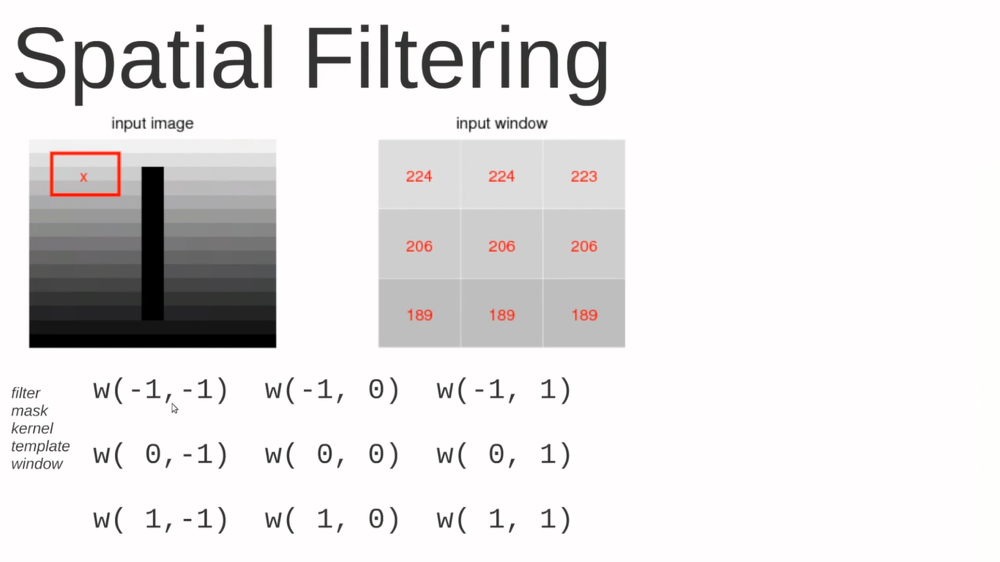 Spatial Filtering
input image
input window
x
224 224 223
206 206 206
189 189 189
filter
mask
kernel
template
window
w(-1,-1) w(-1, 0) w(-1, 1)
w( 0,-1) w( 0, 0) w( 0, 1)
w( 1,-1) w( 1, 0) w( 1, 1)